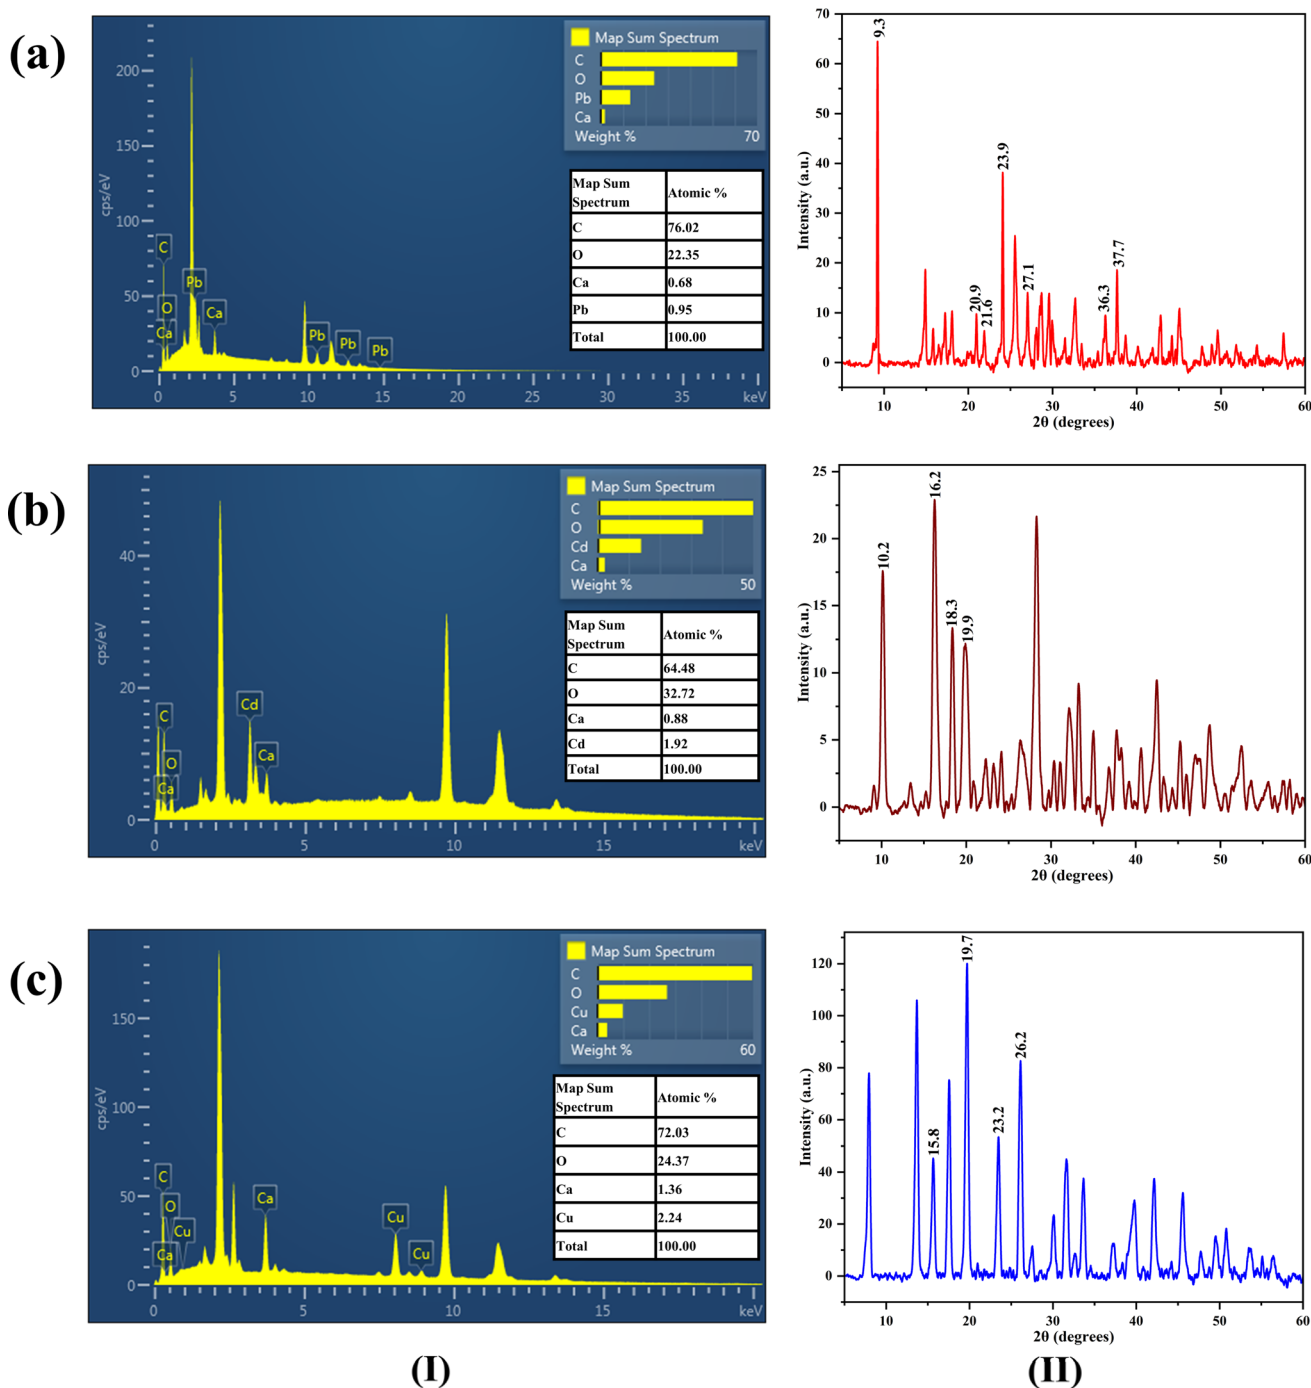 (a)
Map Sum Spectrum
C
O
Pb
Ca
Weight % 70
cps/eV
200
150
100
50
0
C
O
Ca
Pb
Ca
Pb
Pb
Pb
0 5 10 15 20 25 30 35 keV
Map Sum Spectrum Atomic %
C 76.02
O 22.35
Ca 0.68
Pb 0.95
Total 100.00
Intensity (a.u.)
70
60
50
40
30
20
10
0
9.3
20.9
21.6
23.9
27.1
36.3
37.7
10 20 30 40 50 60
2θ (degrees)
(b)
Map Sum Spectrum
C
O
Cd
Ca
Weight % 50
cps/eV
40
20
0
C
O
Ca
Cd
Ca
0 5 10 15 keV
Map Sum Spectrum Atomic %
C 64.48
O 32.72
Ca 0.88
Cd 1.92
Total 100.00
Intensity (a.u.)
25
20
15
10
5
0
10.2
16.2
18.3
19.9
10 20 30 40 50 60
2θ (degrees)
(c)
Map Sum Spectrum
C
O
Cu
Ca
Weight % 60
cps/eV
150
100
50
0
C
O
Cu
Ca
Ca
Cu
Cu
0 5 10 15 keV
Map Sum Spectrum Atomic %
C 72.03
O 24.37
Ca 1.36
Cu 2.24
Total 100.00
Intensity (a.u.)
120
100
80
60
40
20
0
15.8
19.7
23.2
26.2
10 20 30 40 50 60
2θ (degrees)
(I)
(II)